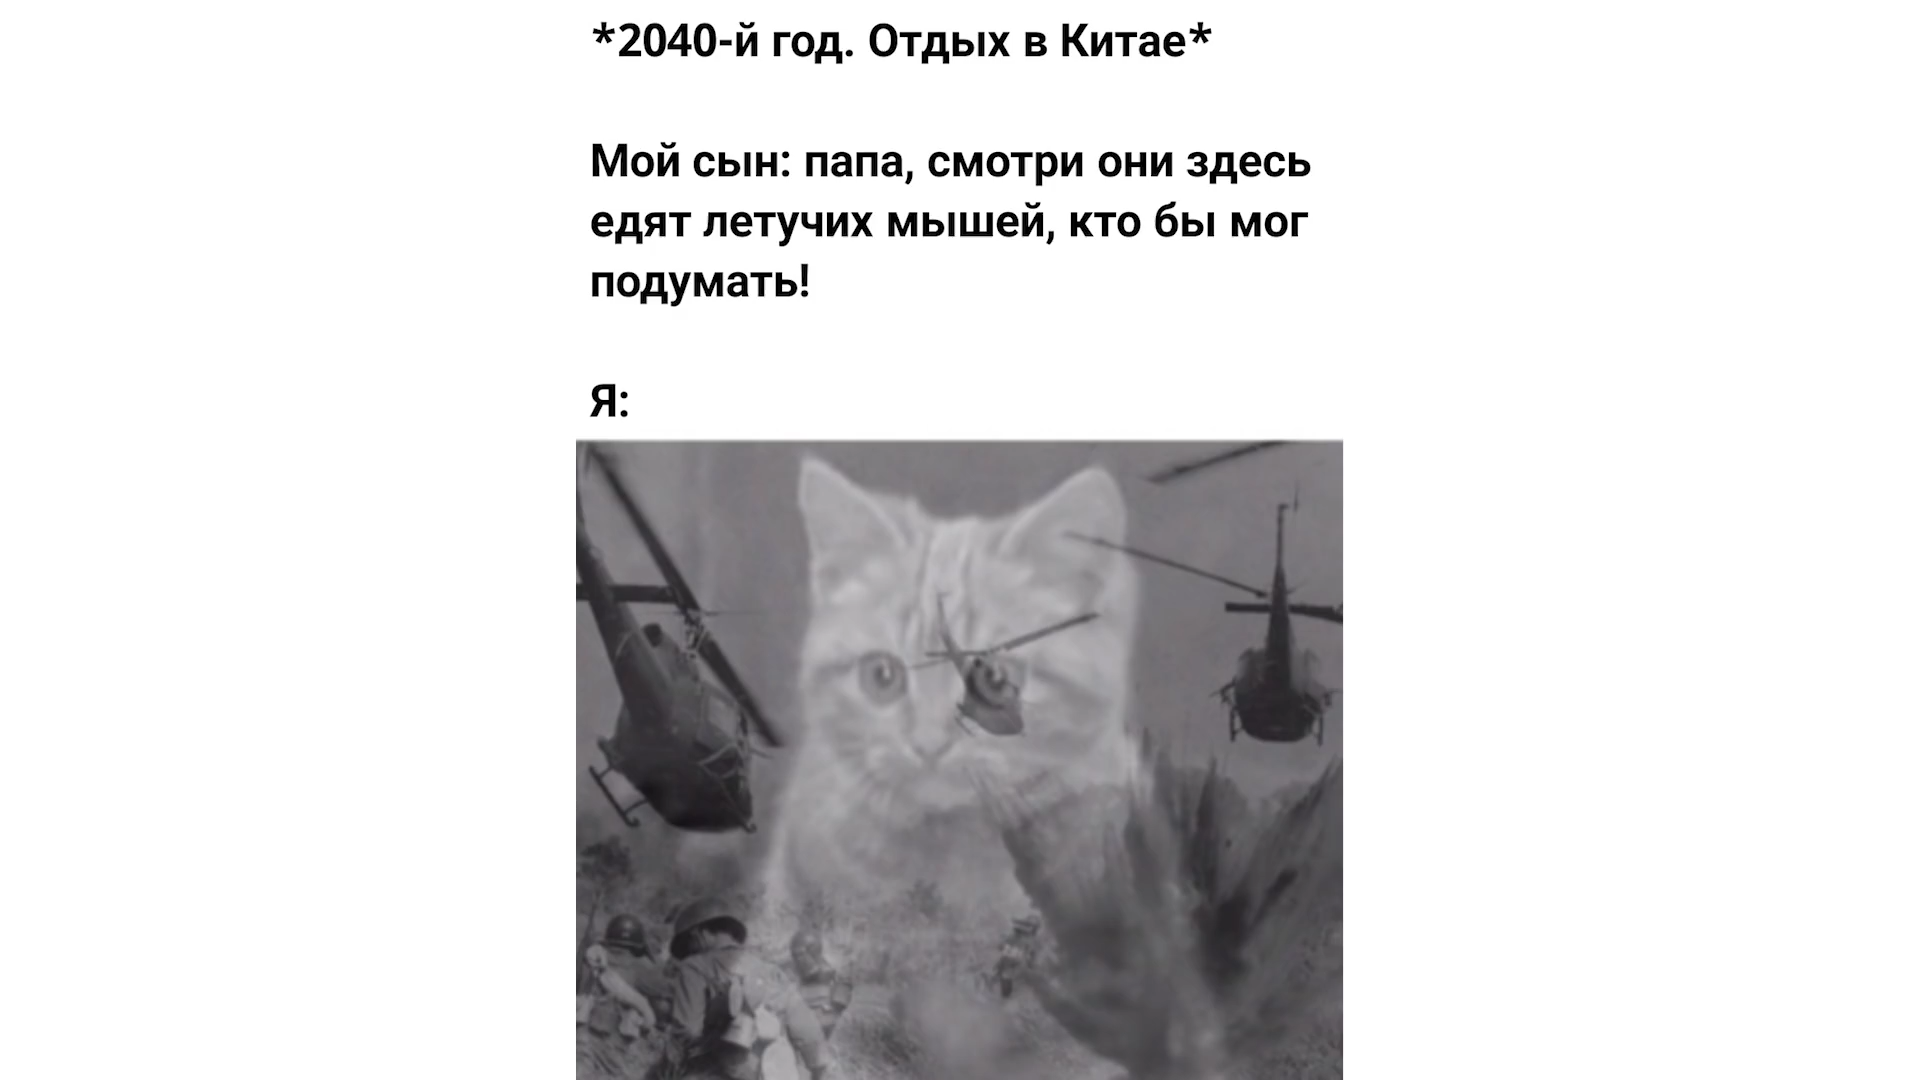 *2040-й год. Отдых в Китае*
Мой сын: папа, смотри они здесь
едят летучих мышей, кто бы мог
подумать!
Я: